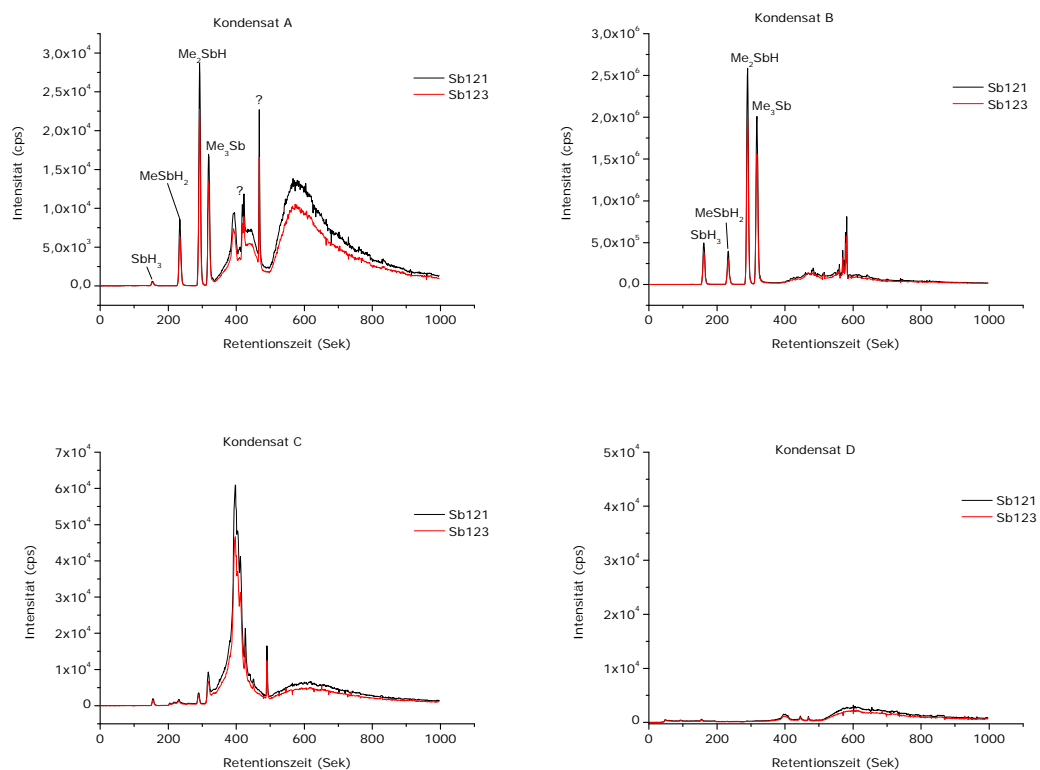 Kondensat A
3,0x10⁴
2,5x10⁴
2,0x10⁴
1,5x10⁴
1,0x10⁴
5,0x10³
0,0
Intensität (cps)
SbH₃
MeSbH₂
Me₂SbH
Me₃Sb
?
?
Sb121
Sb123
0 200 400 600 800 1000
Retentionszeit (Sek)
Kondensat B
3,0x10⁶
2,5x10⁶
2,0x10⁶
1,5x10⁶
1,0x10⁶
5,0x10⁵
0,0
Intensität (cps)
SbH₃
MeSbH₂
Me₂SbH
Me₃Sb
Sb121
Sb123
0 200 400 600 800 1000
Retentionszeit (Sek)
Kondensat C
7x10⁴
6x10⁴
5x10⁴
4x10⁴
3x10⁴
2x10⁴
1x10⁴
0
Intensität (cps)
Sb121
Sb123
0 200 400 600 800 1000
Retentionszeit (Sek)
Kondensat D
5x10⁴
4x10⁴
3x10⁴
2x10⁴
1x10⁴
0
Intensität (cps)
Sb121
Sb123
0 200 400 600 800 1000
Retentionszeit (Sek)